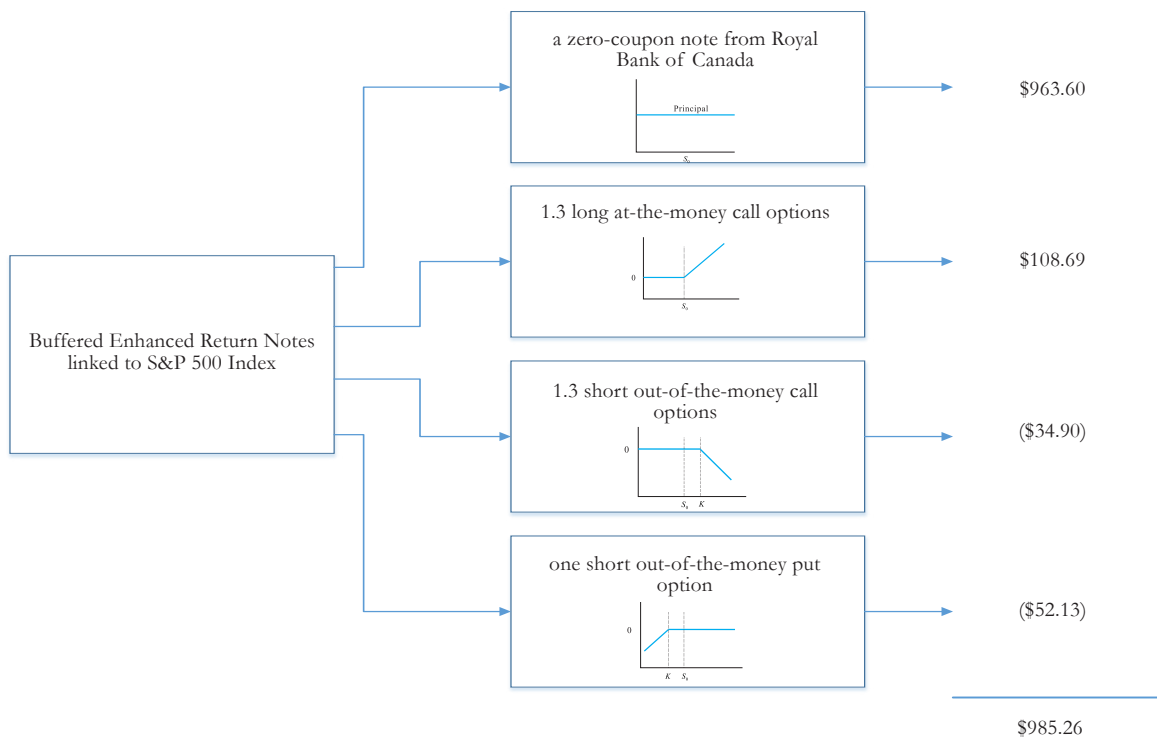 a zero-coupon note from Royal
Bank of Canada
Principal
S₀
$963.60
1.3 long at-the-money call options
0
S₀
$108.69
Buffered Enhanced Return Notes
linked to S&P 500 Index
1.3 short out-of-the-money call
options
0
S₀ K
($34.90)
one short out-of-the-money put
option
0
K S₀
($52.13)
$985.26